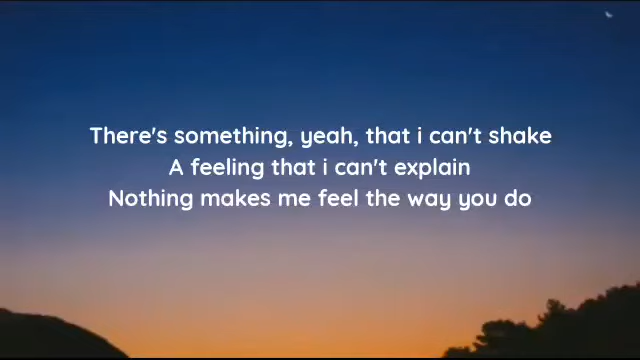 There's something, yeah, that i can't shake
A feeling that i can't explain
Nothing makes me feel the way you do